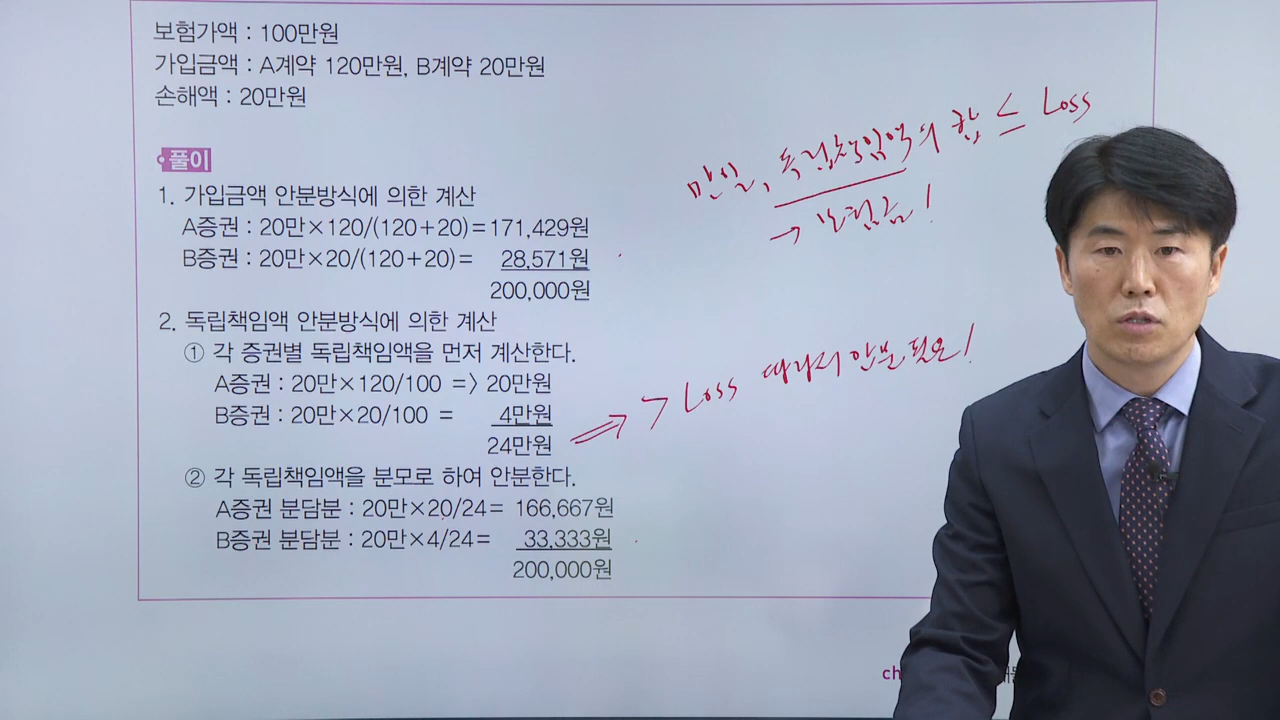 보험가액 : 100만원
가입금액 : A계약 120만원, B계약 20만원
손해액 : 20만원
풀이
1. 가입금액 안분방식에 의한 계산
A증권 : 20만×120/(120+20)=171,429원
B증권 : 20만×20/(120+20)= 28,571원
200,000원
2. 독립책임액 안분방식에 의한 계산
① 각 증권별 독립책임액을 먼저 계산한다.
A증권 : 20만×120/100 =〉 20만원
B증권 : 20만×20/100 = 4만원
24만원
② 각 독립책임액을 분모로 하여 안분한다.
A증권 분담분 : 20만×20/24= 166,667원
B증권 분담분 : 20만×4/24= 33,333원
200,000원
만일, 독립책임액의 합 ≤ Loss
→ 보험금!
⇒ > Loss 따라서 안분 필요!
ch